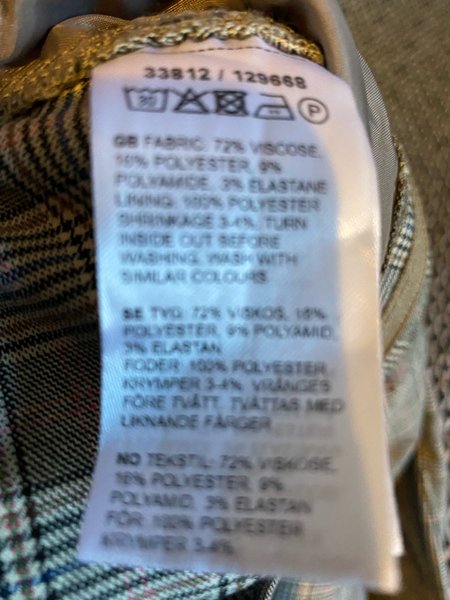 33812 / 129668
30
P
GB FABRIC: 72% VISCOSE,
16% POLYESTER, 9%
POLYAMIDE, 3% ELASTANE
LINING: 100% POLYESTER
SHRINKAGE 3-4%. TURN
INSIDE OUT BEFORE
WASHING. WASH WITH
SIMILAR COLOURS
SE TYG: 72% VISKOS, 16%
POLYESTER, 9% POLYAMID,
3% ELASTAN
FODER: 100% POLYESTER,
KRYMPER 3-4%. VRÄNGES
FÖRE TVÄTT. TVÄTTAS MED
LIKNANDE FÄRGER.
NO TEKSTIL: 72% VISKOSE,
16% POLYESTER, 9%
POLYAMID, 3% ELASTAN
FÔR: 100% POLYESTER
KRYMPER 3-4%.